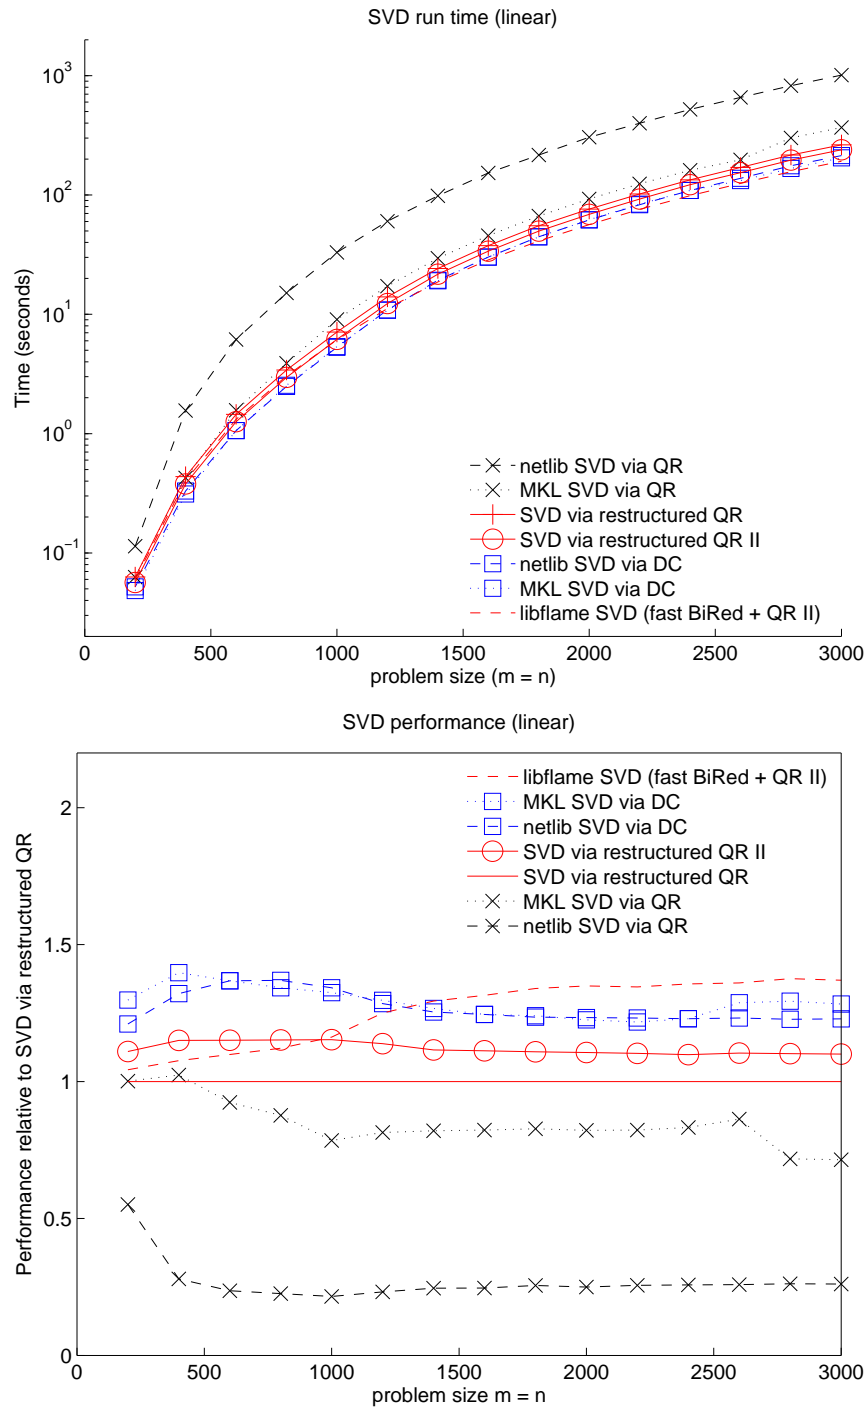 SVD run time (linear)
10^3
10^2
10^1
10^0
10^−1
Time (seconds)
netlib SVD via QR
MKL SVD via QR
SVD via restructured QR
SVD via restructured QR II
netlib SVD via DC
MKL SVD via DC
libflame SVD (fast BiRed + QR II)
0 500 1000 1500 2000 2500 3000
problem size (m = n)
SVD performance (linear)
2
1.5
1
0.5
0
Performance relative to SVD via restructured QR
libflame SVD (fast BiRed + QR II)
MKL SVD via DC
netlib SVD via DC
SVD via restructured QR II
SVD via restructured QR
MKL SVD via QR
netlib SVD via QR
0 500 1000 1500 2000 2500 3000
problem size m = n